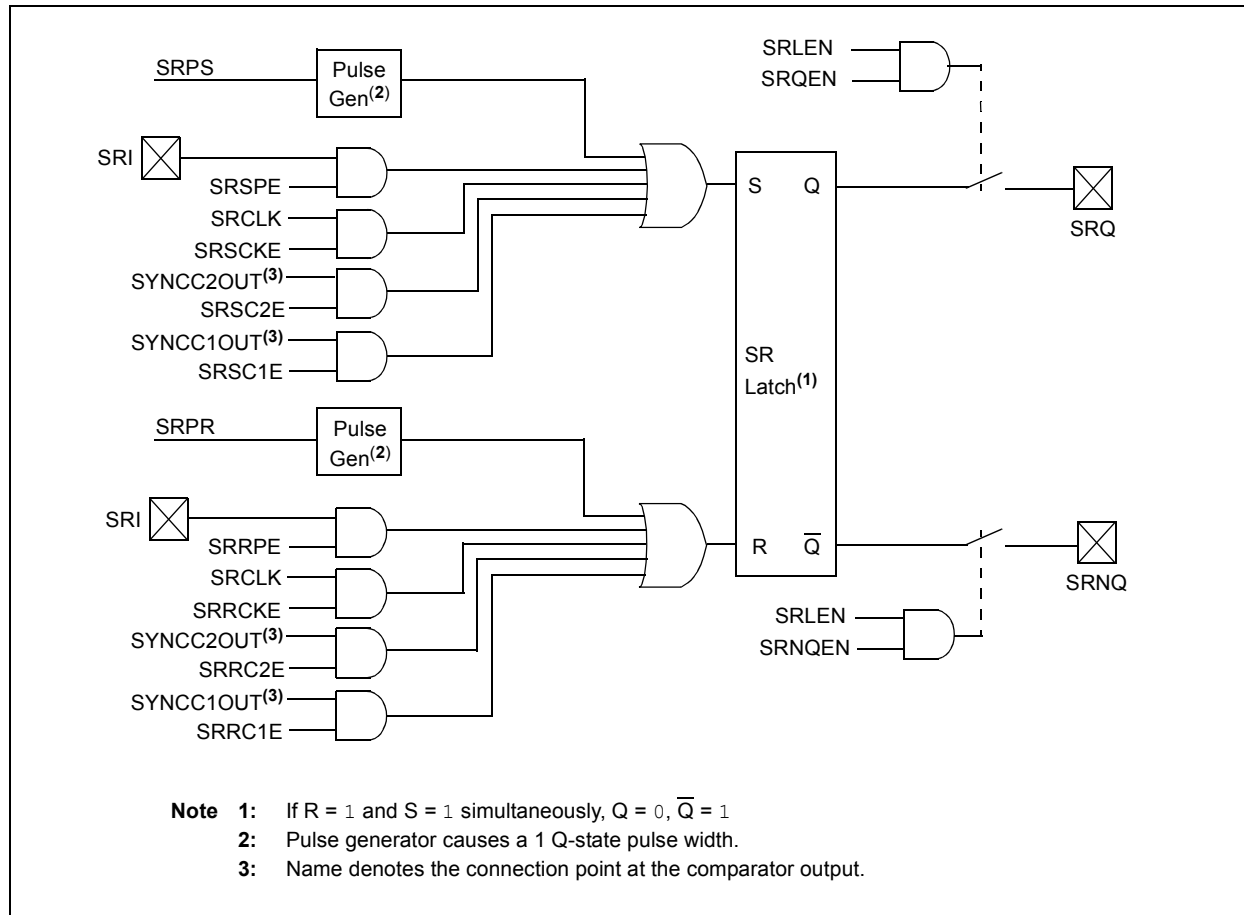 SRLEN
SRQEN
SRPS
Pulse
Gen(2)
SRI
SRSPE
SRCLK
SRSCKE
SYNCC2OUT(3)
SRSC2E
SYNCC1OUT(3)
SRSC1E
S Q
SRQ
SR
Latch(1)
SRPR
Pulse
Gen(2)
SRI
SRRPE
SRCLK
SRRCKE
SYNCC2OUT(3)
SRRC2E
SYNCC1OUT(3)
SRRC1E
R Q̅
SRNQ
SRLEN
SRNQEN
Note 1: If R = 1 and S = 1 simultaneously, Q = 0, Q̅ = 1
2: Pulse generator causes a 1 Q-state pulse width.
3: Name denotes the connection point at the comparator output.